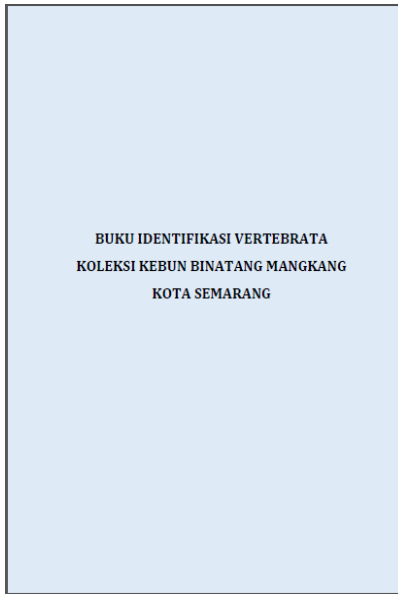 BUKU IDENTIFIKASI VERTEBRATA
KOLEKSI KEBUN BINATANG MANGKANG
KOTA SEMARANG